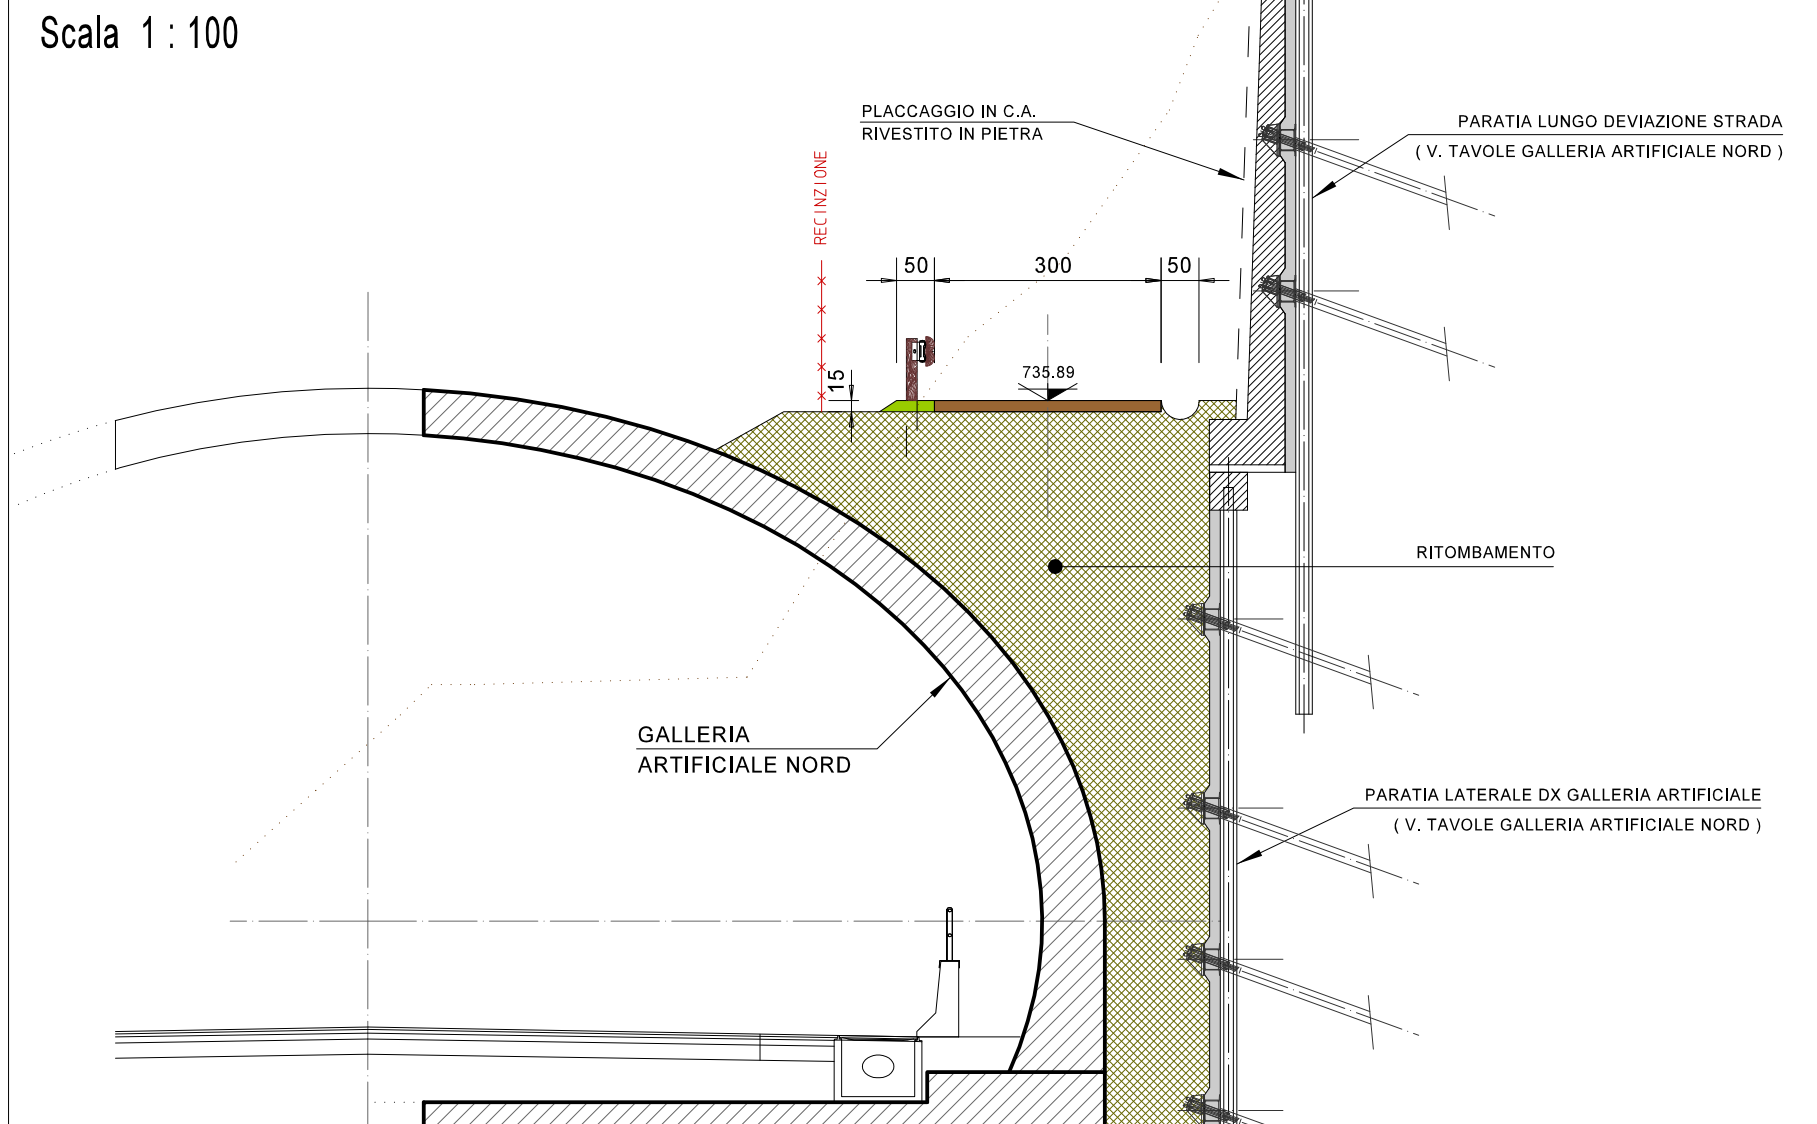 Scala 1 : 100
PLACCAGGIO IN C.A.
RIVESTITO IN PIETRA
PARATIA LUNGO DEVIAZIONE STRADA
( V. TAVOLE GALLERIA ARTIFICIALE NORD )
RECINZIONE
50
300
50
15
735.89
RITOMBAMENTO
GALLERIA
ARTIFICIALE NORD
PARATIA LATERALE DX GALLERIA ARTIFICIALE
( V. TAVOLE GALLERIA ARTIFICIALE NORD )